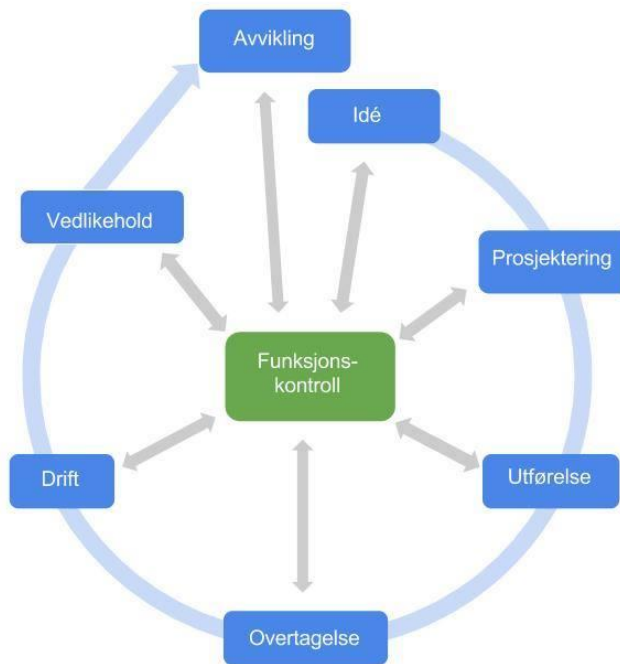 Avvikling
Idé
Vedlikehold
Prosjektering
Funksjons-
kontroll
Drift
Utførelse
Overtagelse